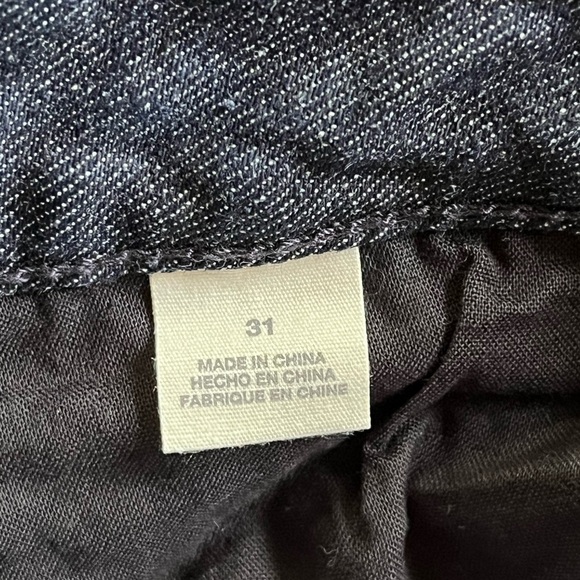 31
MADE IN CHINA
HECHO EN CHINA
FABRIQUE EN CHINE